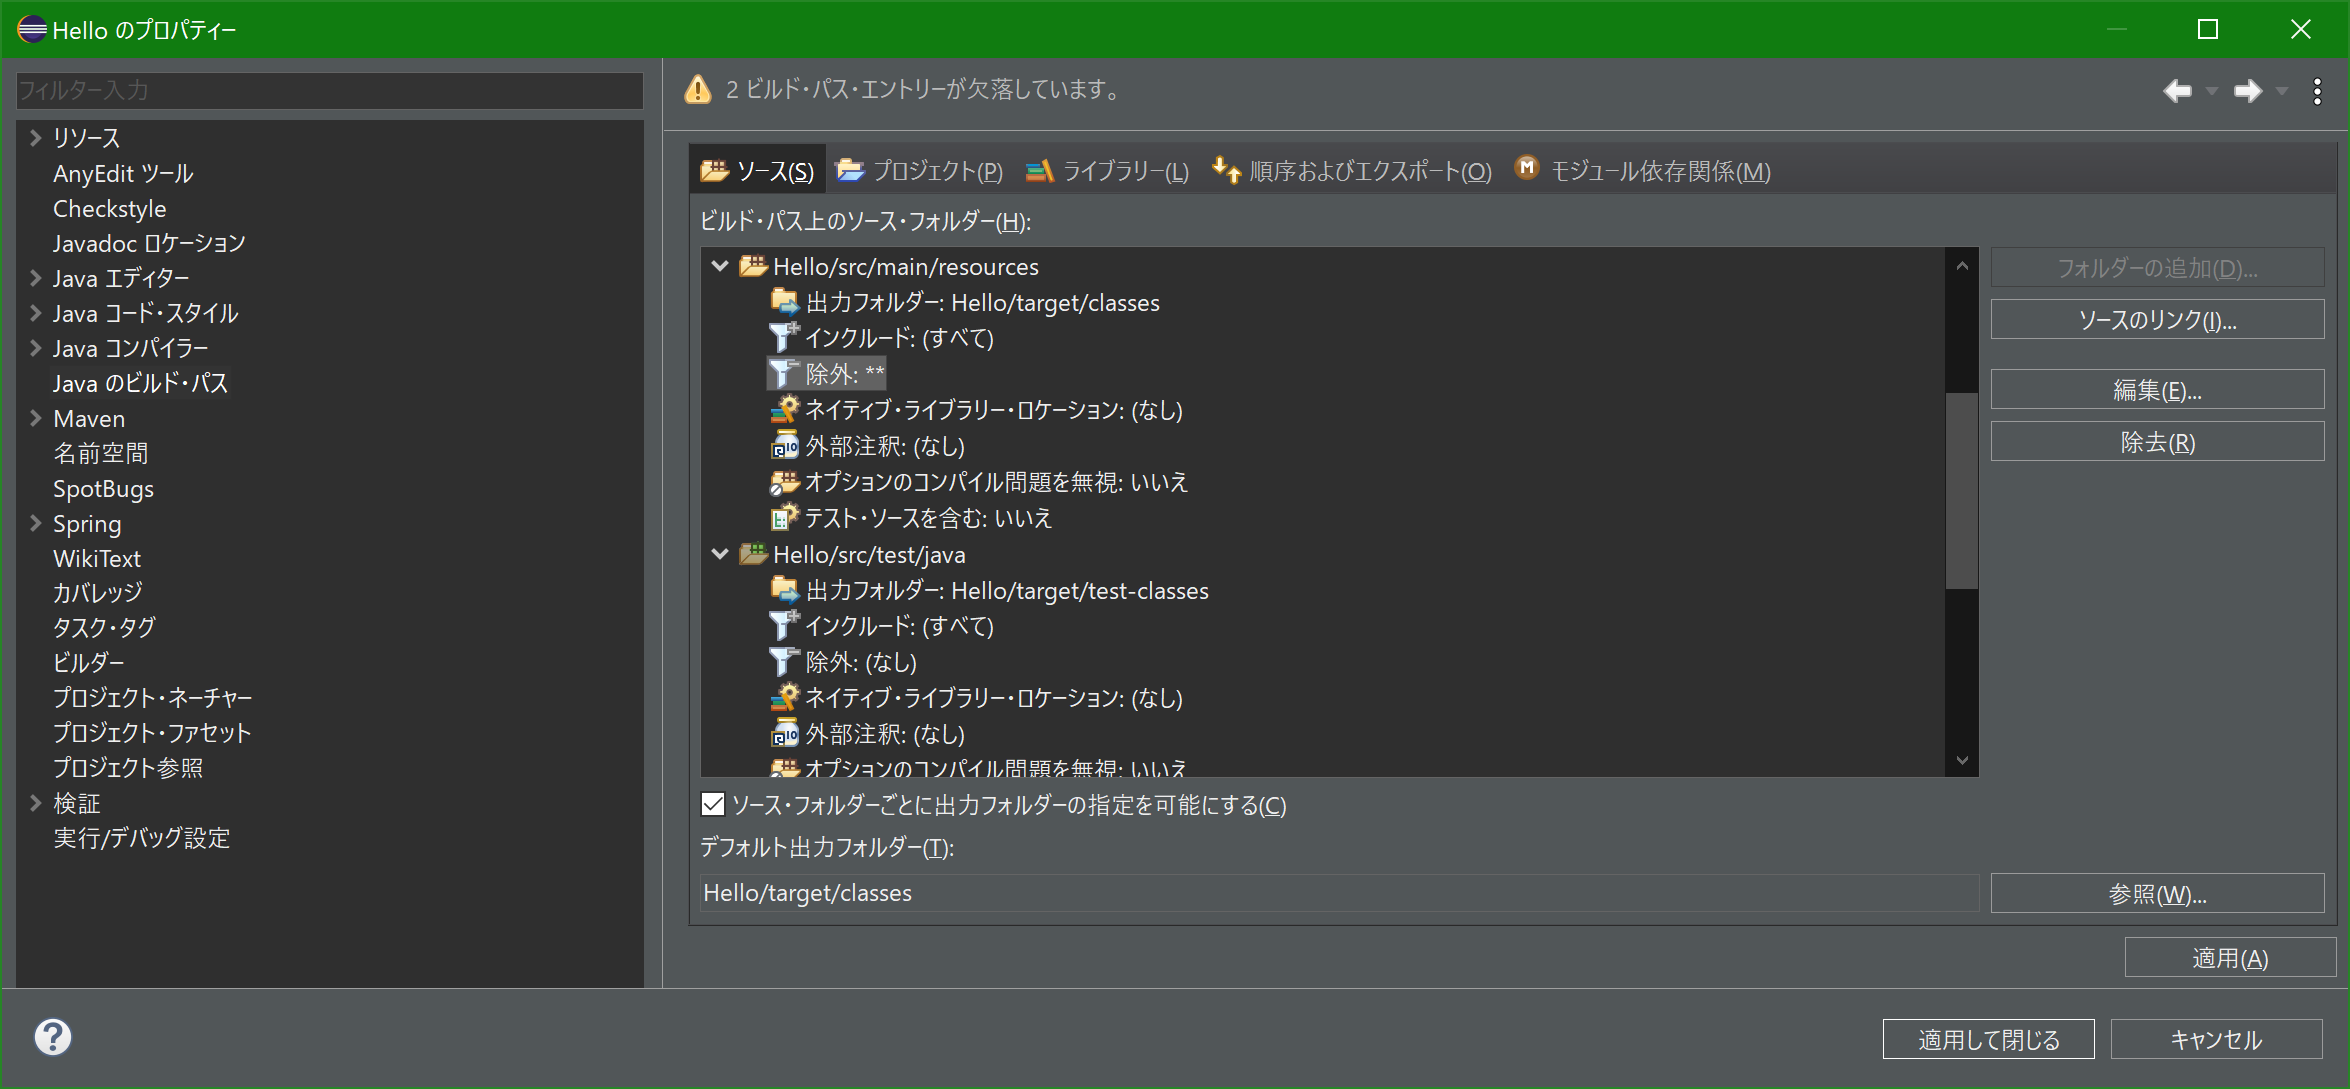 Hello のプロパティー
フィルター入力
リソース
AnyEdit ツール
Checkstyle
Javadoc ロケーション
Java エディター
Java コード・スタイル
Java コンパイラー
Java のビルド・パス
Maven
名前空間
SpotBugs
Spring
WikiText
カバレッジ
タスク・タグ
ビルダー
プロジェクト・ネーチャー
プロジェクト・ファセット
プロジェクト参照
検証
実行/デバッグ設定
2 ビルド・パス・エントリーが欠落しています。
ソース(S) プロジェクト(P) ライブラリー(L) 順序およびエクスポート(O) モジュール依存関係(M)
ビルド・パス上のソース・フォルダー(H):
Hello/src/main/resources
出力フォルダー: Hello/target/classes
インクルード: (すべて)
除外: **
ネイティブ・ライブラリー・ロケーション: (なし)
外部注釈: (なし)
オプションのコンパイル問題を無視: いいえ
テスト・ソースを含む: いいえ
Hello/src/test/java
出力フォルダー: Hello/target/test-classes
インクルード: (すべて)
除外: (なし)
ネイティブ・ライブラリー・ロケーション: (なし)
外部注釈: (なし)
オプションのコンパイル問題を無視: いいえ
フォルダーの追加(D)...
ソースのリンク(I)...
編集(E)...
除去(R)
ソース・フォルダーごとに出力フォルダーの指定を可能にする(C)
デフォルト出力フォルダー(T):
Hello/target/classes
参照(W)...
適用(A)
適用して閉じる
キャンセル